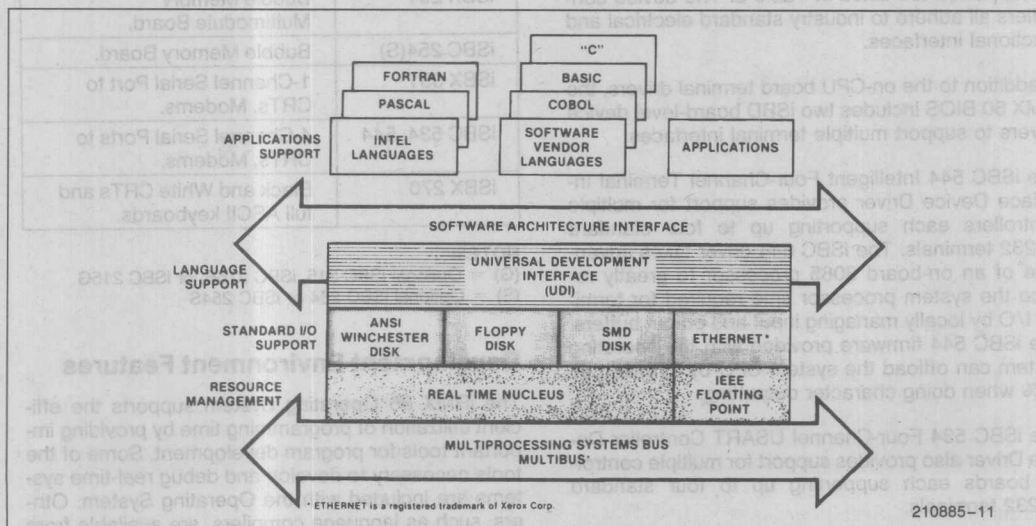 "C"
FORTRAN
BASIC
PASCAL
COBOL
APPLICATIONS
SUPPORT
INTEL
LANGUAGES
SOFTWARE
VENDOR
LANGUAGES
APPLICATIONS
SOFTWARE ARCHITECTURE INTERFACE
LANGUAGE
SUPPORT
UNIVERSAL DEVELOPMENT
INTERFACE
(UDI)
STANDARD I/O
SUPPORT
ANSI
WINCHESTER
DISK
FLOPPY
DISK
SMD
DISK
ETHERNET*
RESOURCE
MANAGEMENT
REAL TIME NUCLEUS
IEEE
FLOATING
POINT
MULTIPROCESSING SYSTEMS BUS
MULTIBUS*
* ETHERNET is a registered trademark of Xerox Corp.
210885-11